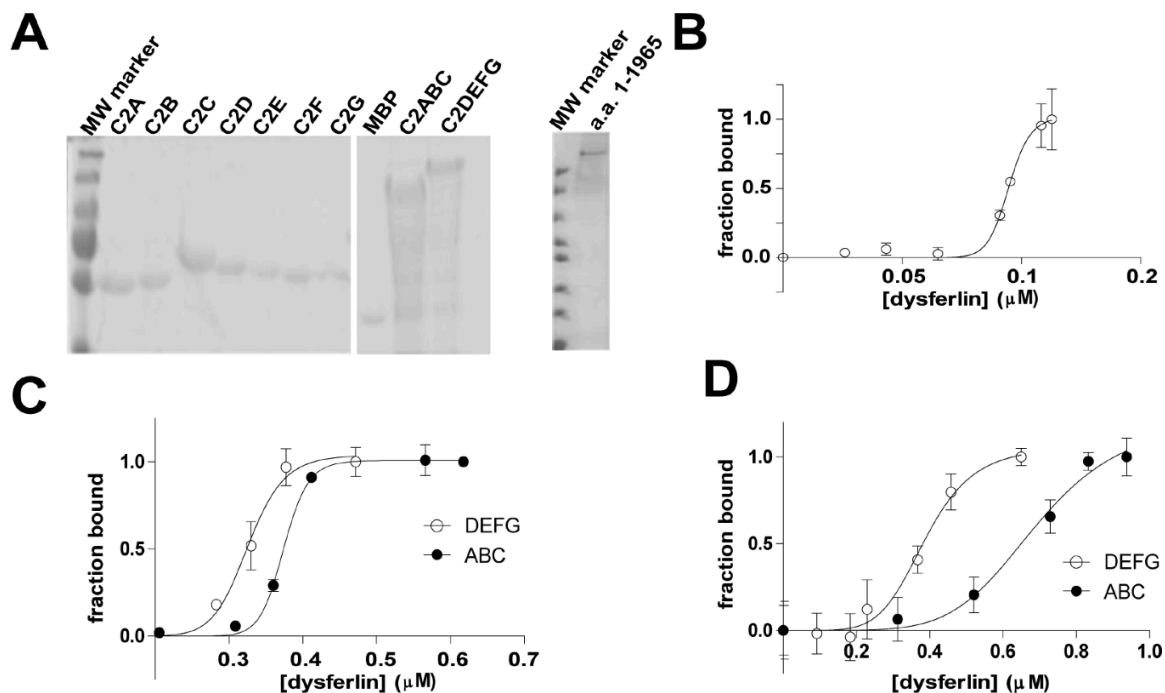 A
MW marker
C2A
C2B
C2C
C2D
C2E
C2F
C2G
MBP
C2ABC
C2DEFG
MW marker
a.a. 1-1965
B
fraction bound
1.0
0.5
0.0
0.05
0.1
0.2
[dysferlin] (μM)
C
fraction bound
1.0
0.5
0.0
DEFG
ABC
0.3
0.4
0.5
0.6
0.7
[dysferlin] (μM)
D
fraction bound
1.0
0.5
0.0
DEFG
ABC
0.2
0.4
0.6
0.8
1.0
[dysferlin] (μM)